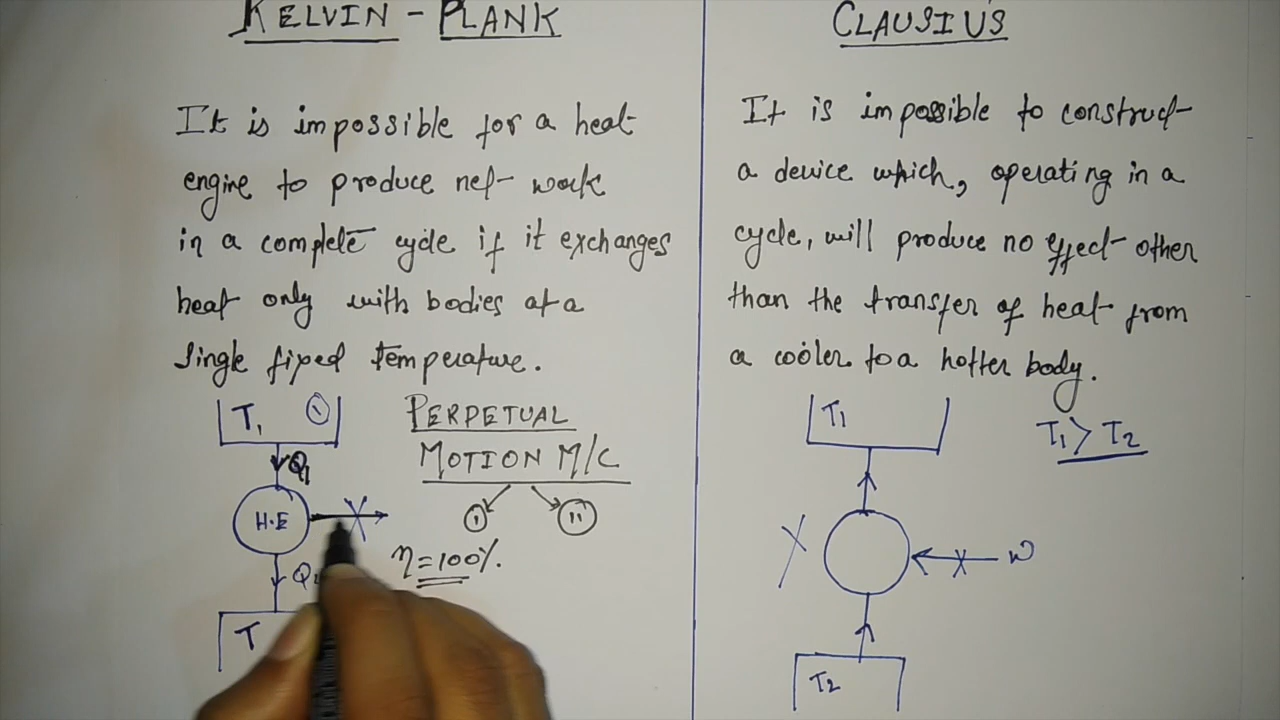 KELVIN - PLANK
It is impossible for a heat
engine to produce net work
in a complete cycle if it exchanges
heat only with bodies at a
single fixed temperature.
T1 1
Q1
H.E
Q
T
PERPETUAL
MOTION M/C
I II
η=100%.
CLAUSIUS
It is impossible to construct
a device which, operating in a
cycle, will produce no effect other
than the transfer of heat from
a cooler to a hotter body.
T1
T1 > T2
W
T2